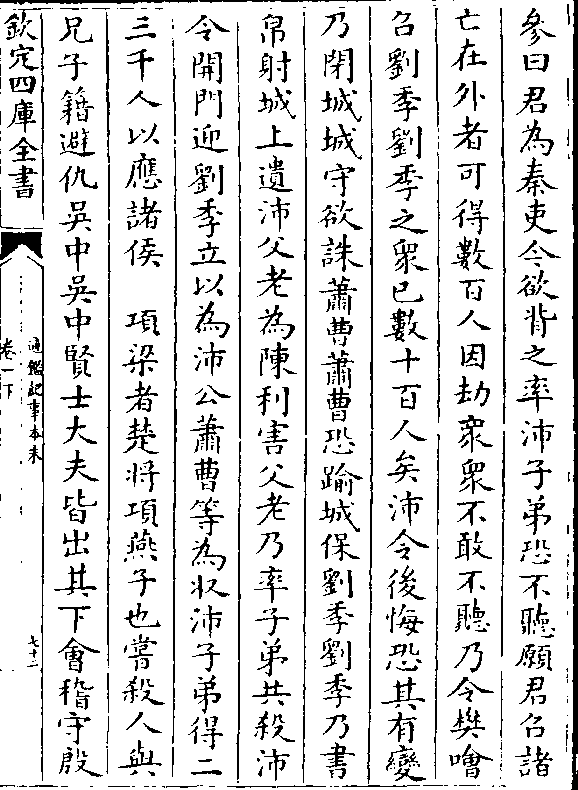 參曰君為秦吏今欲背之率沛子弟恐不聽願君召諸
亡在外者可得數百人因劫衆衆不敢不聽乃令樊噲
召劉季劉季之衆已數十百人矣沛令後悔恐其有變
乃閉城城守欲誅蕭曹蕭曹恐踰城保劉季劉季乃書
帛射城上遺沛父老為陳利害父老乃率子弟共殺沛
令開門迎劉季立以為沛公蕭曹等為收沛子弟得二
三千人以應諸侯　項梁者楚將項燕子也嘗殺人與
兄子籍避仇吳中吳中賢士大夫皆出其下會稽守殷
欽定四庫全書
通鑑記事本末
卷一下
七十二